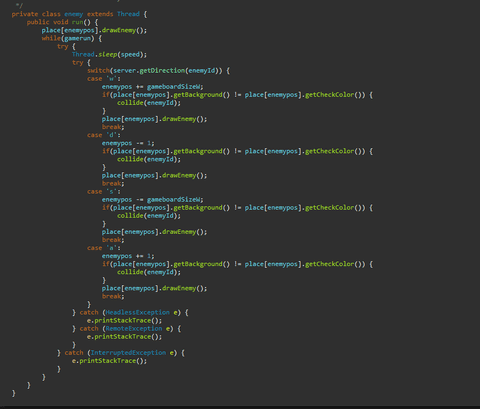 */
private class enemy extends Thread {
public void run() {
place[enemypos].drawEnemy();
while(gamerun) {
try {
Thread.sleep(speed);
try {
switch(server.getDirection(enemyId)) {
case 'w':
enemypos += gameboardSizeW;
if(place[enemypos].getBackground() != place[enemypos].getCheckColor()) {
collide(enemyId);
}
place[enemypos].drawEnemy();
break;
case 'd':
enemypos -= 1;
if(place[enemypos].getBackground() != place[enemypos].getCheckColor()) {
collide(enemyId);
}
place[enemypos].drawEnemy();
break;
case 's':
enemypos -= gameboardSizeW;
if(place[enemypos].getBackground() != place[enemypos].getCheckColor()) {
collide(enemyId);
}
place[enemypos].drawEnemy();
break;
case 'a':
enemypos += 1;
if(place[enemypos].getBackground() != place[enemypos].getCheckColor()) {
collide(enemyId);
}
place[enemypos].drawEnemy();
break;
}
} catch (HeadlessException e) {
e.printStackTrace();
} catch (RemoteException e) {
e.printStackTrace();
}
} catch (InterruptedException e) {
e.printStackTrace();
}
}
}
}